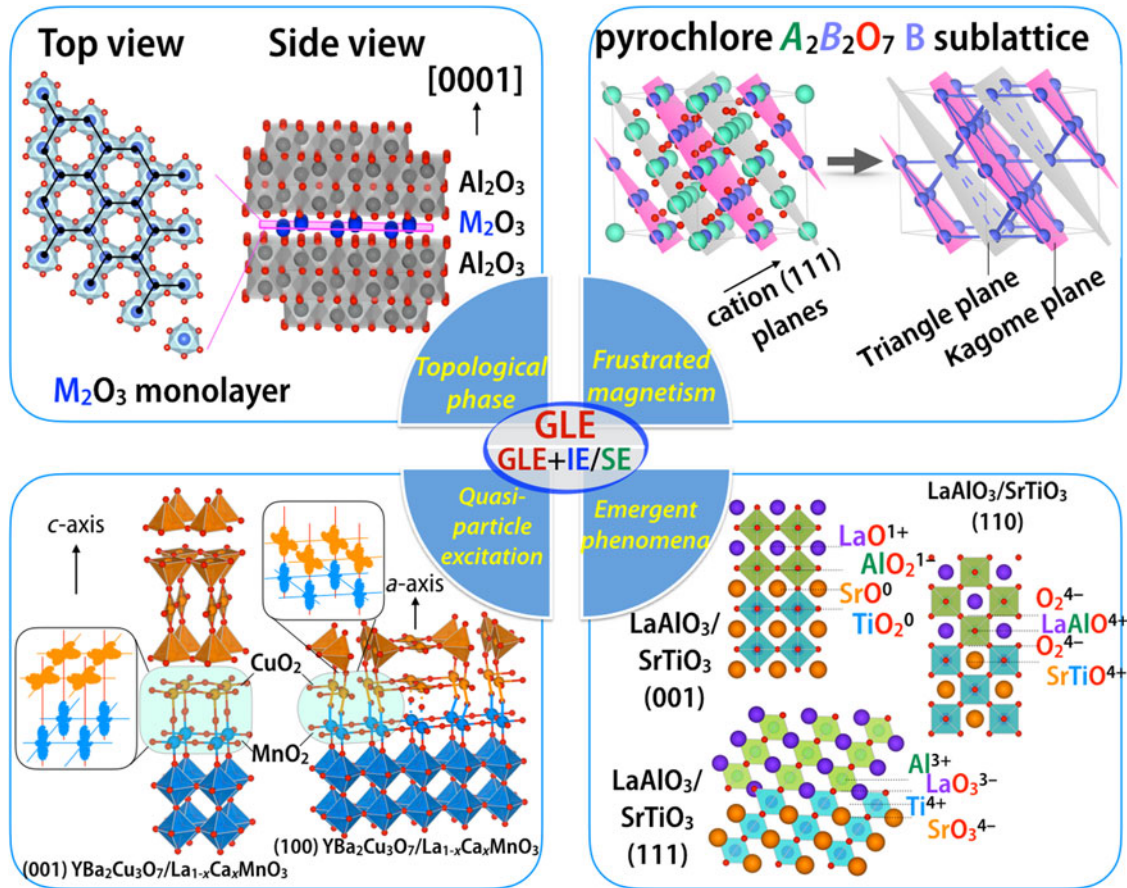 Top view
Side view
[0001]
Al₂O₃
M₂O₃
Al₂O₃
M₂O₃ monolayer
pyrochlore A₂B₂O₇ B sublattice
cation (111)
planes
Triangle plane
Kagome plane
Topological
phase
Frustrated
magnetism
GLE
GLE+IE/SE
Quasi-
particle
excitation
Emergent
phenomena
c-axis
a-axis
CuO₂
MnO₂
(001) YBa₂Cu₃O₇/La₁₋ₓCaₓMnO₃
(100) YBa₂Cu₃O₇/La₁₋ₓCaₓMnO₃
LaAlO₃/SrTiO₃
(110)
LaO¹⁺
AlO₂¹⁻
SrO⁰
TiO₂⁰
LaAlO₃/
SrTiO₃
(001)
O₂⁴⁻
LaAlO⁴⁺
O₂⁴⁻
SrTiO⁴⁺
LaAlO₃/
SrTiO₃
(111)
Al³⁺
LaO₃³⁻
Ti⁴⁺
SrO₃⁴⁻